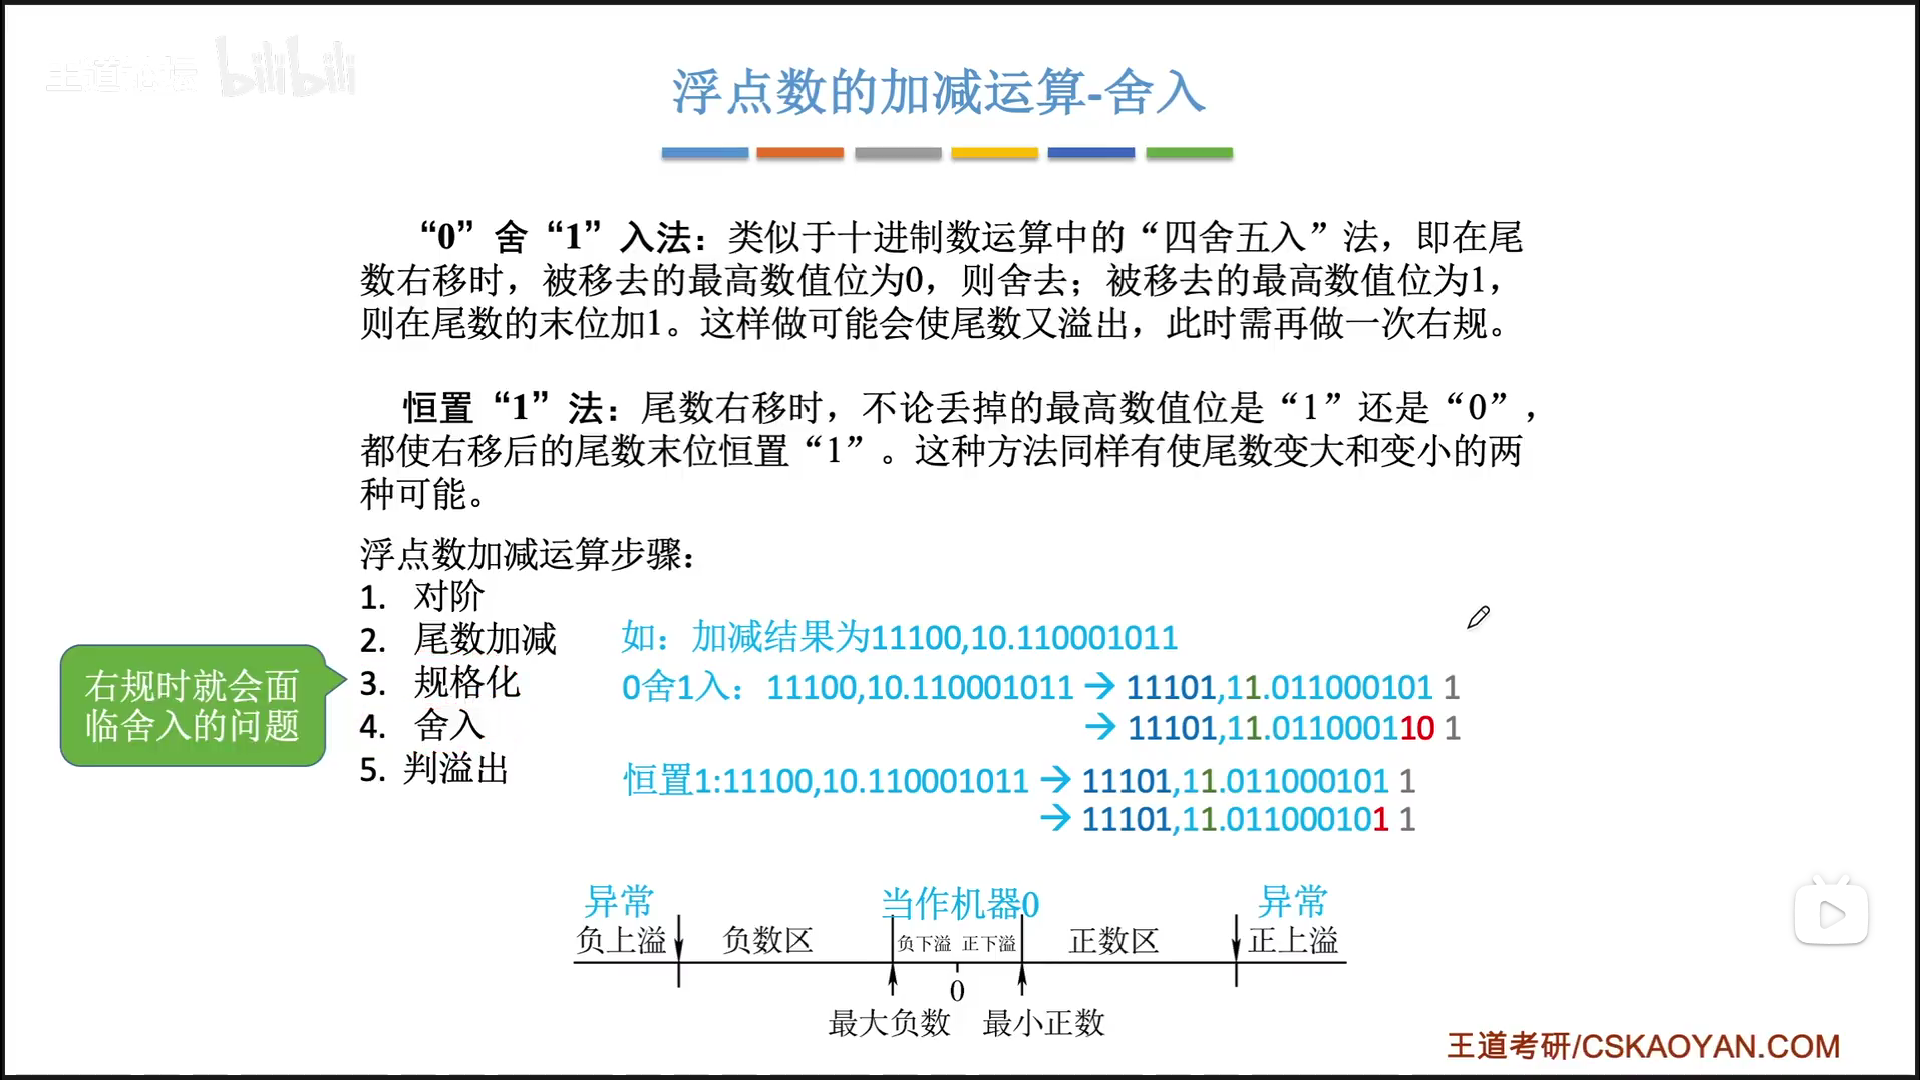 王道论坛 bilibili
浮点数的加减运算-舍入
“0”舍“1”入法：类似于十进制数运算中的“四舍五入”法，即在尾
数右移时，被移去的最高数值位为0，则舍去；被移去的最高数值位为1，
则在尾数的末位加1。这样做可能会使尾数又溢出，此时需再做一次右规。
恒置“1”法：尾数右移时，不论丢掉的最高数值位是“1”还是“0”，
都使右移后的尾数末位恒置“1”。这种方法同样有使尾数变大和变小的两
种可能。
浮点数加减运算步骤：
1. 对阶
2. 尾数加减
3. 规格化
4. 舍入
5. 判溢出
右规时就会面
临舍入的问题
如：加减结果为11100,10.110001011
0舍1入：11100,10.110001011 → 11101,11.011000101 1
→ 11101,11.011000110 1
恒置1:11100,10.110001011 → 11101,11.011000101 1
→ 11101,11.011000101 1
异常 当作机器0 异常
负上溢 负数区 负下溢 正下溢 正数区 正上溢
0
最大负数 最小正数
王道考研/CSKAOYAN.COM